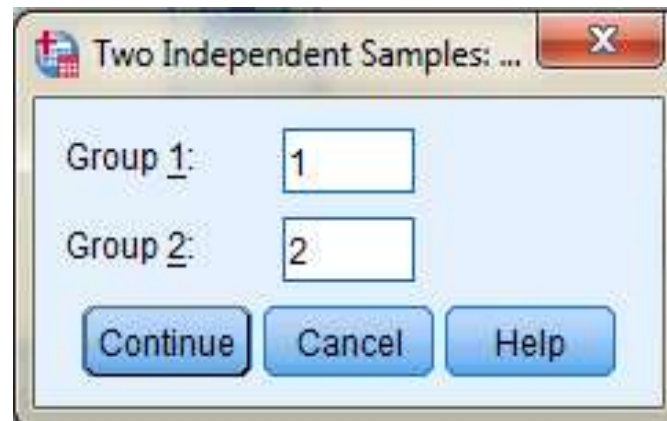 Two Independent Samples: ...
Group 1: 1
Group 2: 2
Continue Cancel Help